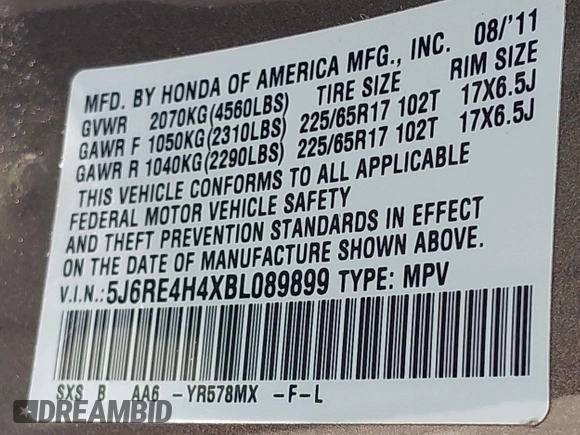 MFD. BY HONDA OF AMERICA MFG., INC. 08/'11
GVWR 2070KG(4560LBS) TIRE SIZE RIM SIZE
GAWR F 1050KG(2310LBS) 225/65R17 102T 17X6.5J
GAWR R 1040KG(2290LBS) 225/65R17 102T 17X6.5J
THIS VEHICLE CONFORMS TO ALL APPLICABLE
FEDERAL MOTOR VEHICLE SAFETY
AND THEFT PREVENTION STANDARDS IN EFFECT
ON THE DATE OF MANUFACTURE SHOWN ABOVE.
V.I.N.:5J6RE4H4XBL089899 TYPE: MPV
SXS B AA6 -YR578MX -F-L
DREAMBID